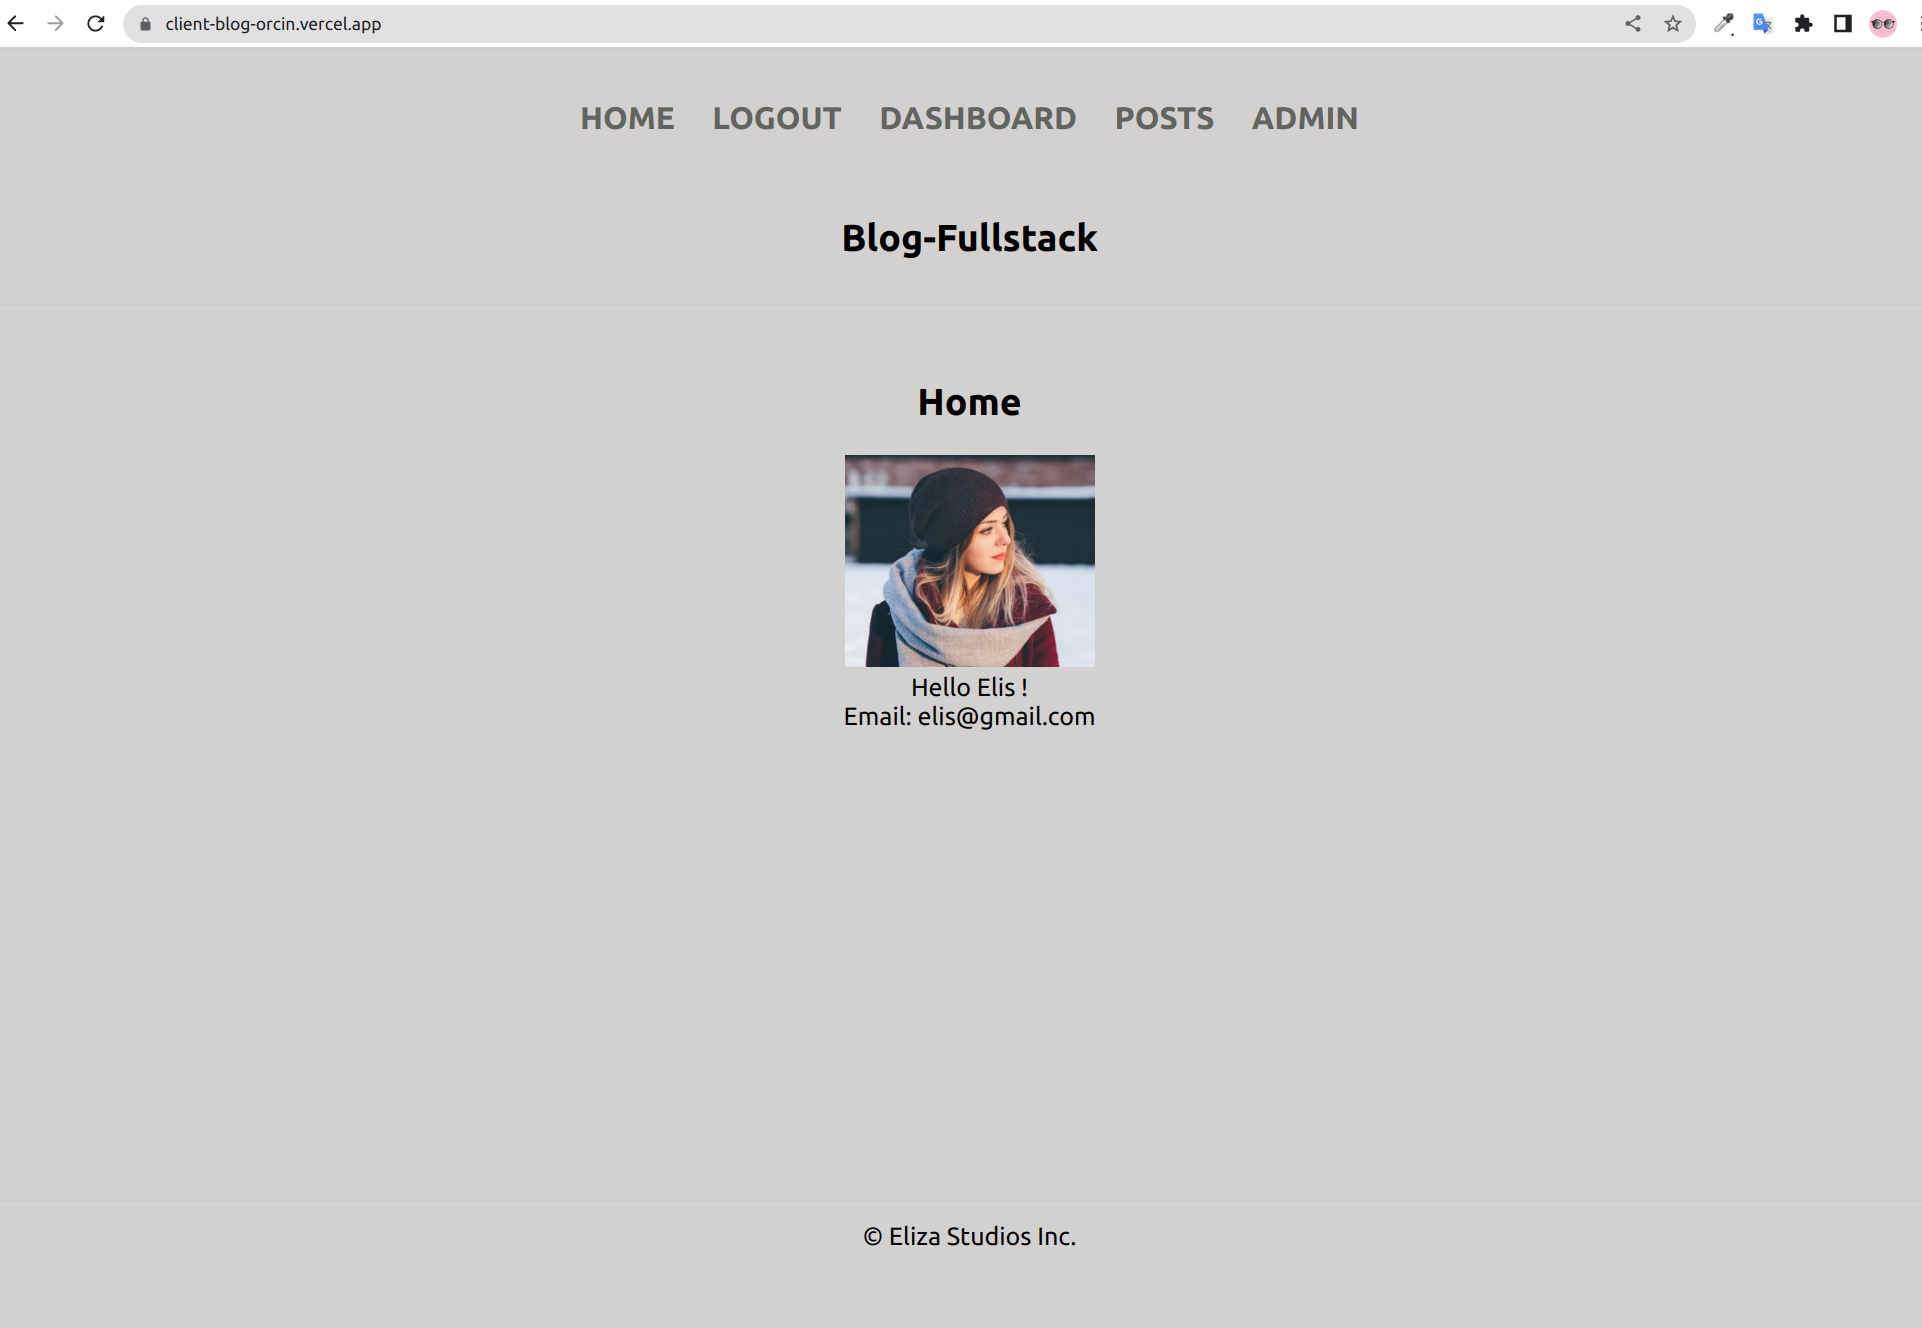 client-blog-orcin.vercel.app
HOME LOGOUT DASHBOARD POSTS ADMIN
Blog-Fullstack
Home
Hello Elis !
Email: elis@gmail.com
© Eliza Studios Inc.